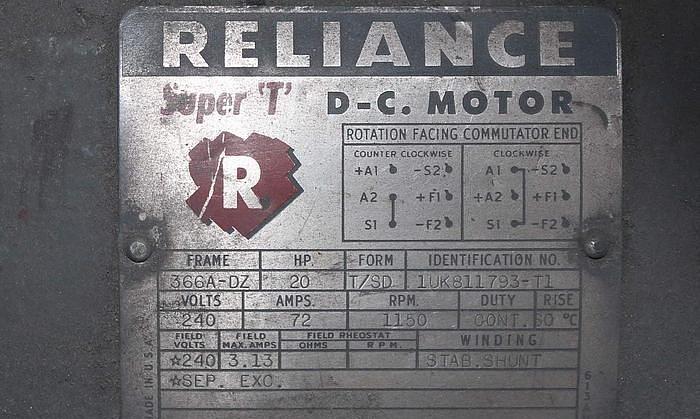 RELIANCE
Super 'T' D-C. MOTOR
R
ROTATION FACING COMMUTATOR END
COUNTER CLOCKWISE CLOCKWISE
+A1 -S2 A1 -S2
A2 +F1 +A2 +F1
S1 -F2 S1 -F2
FRAME HP. FORM IDENTIFICATION NO.
366A-DZ 20 T/SD 1UK811793-T1
VOLTS AMPS. RPM. DUTY RISE
240 72 1150 CONT. 60 °C
FIELD VOLTS FIELD MAX. AMPS FIELD RHEOSTAT OHMS RPM. WINDING
☆240 3.13 STAB.SHUNT
☆SEP. EXC.
MADE IN U.S.A.